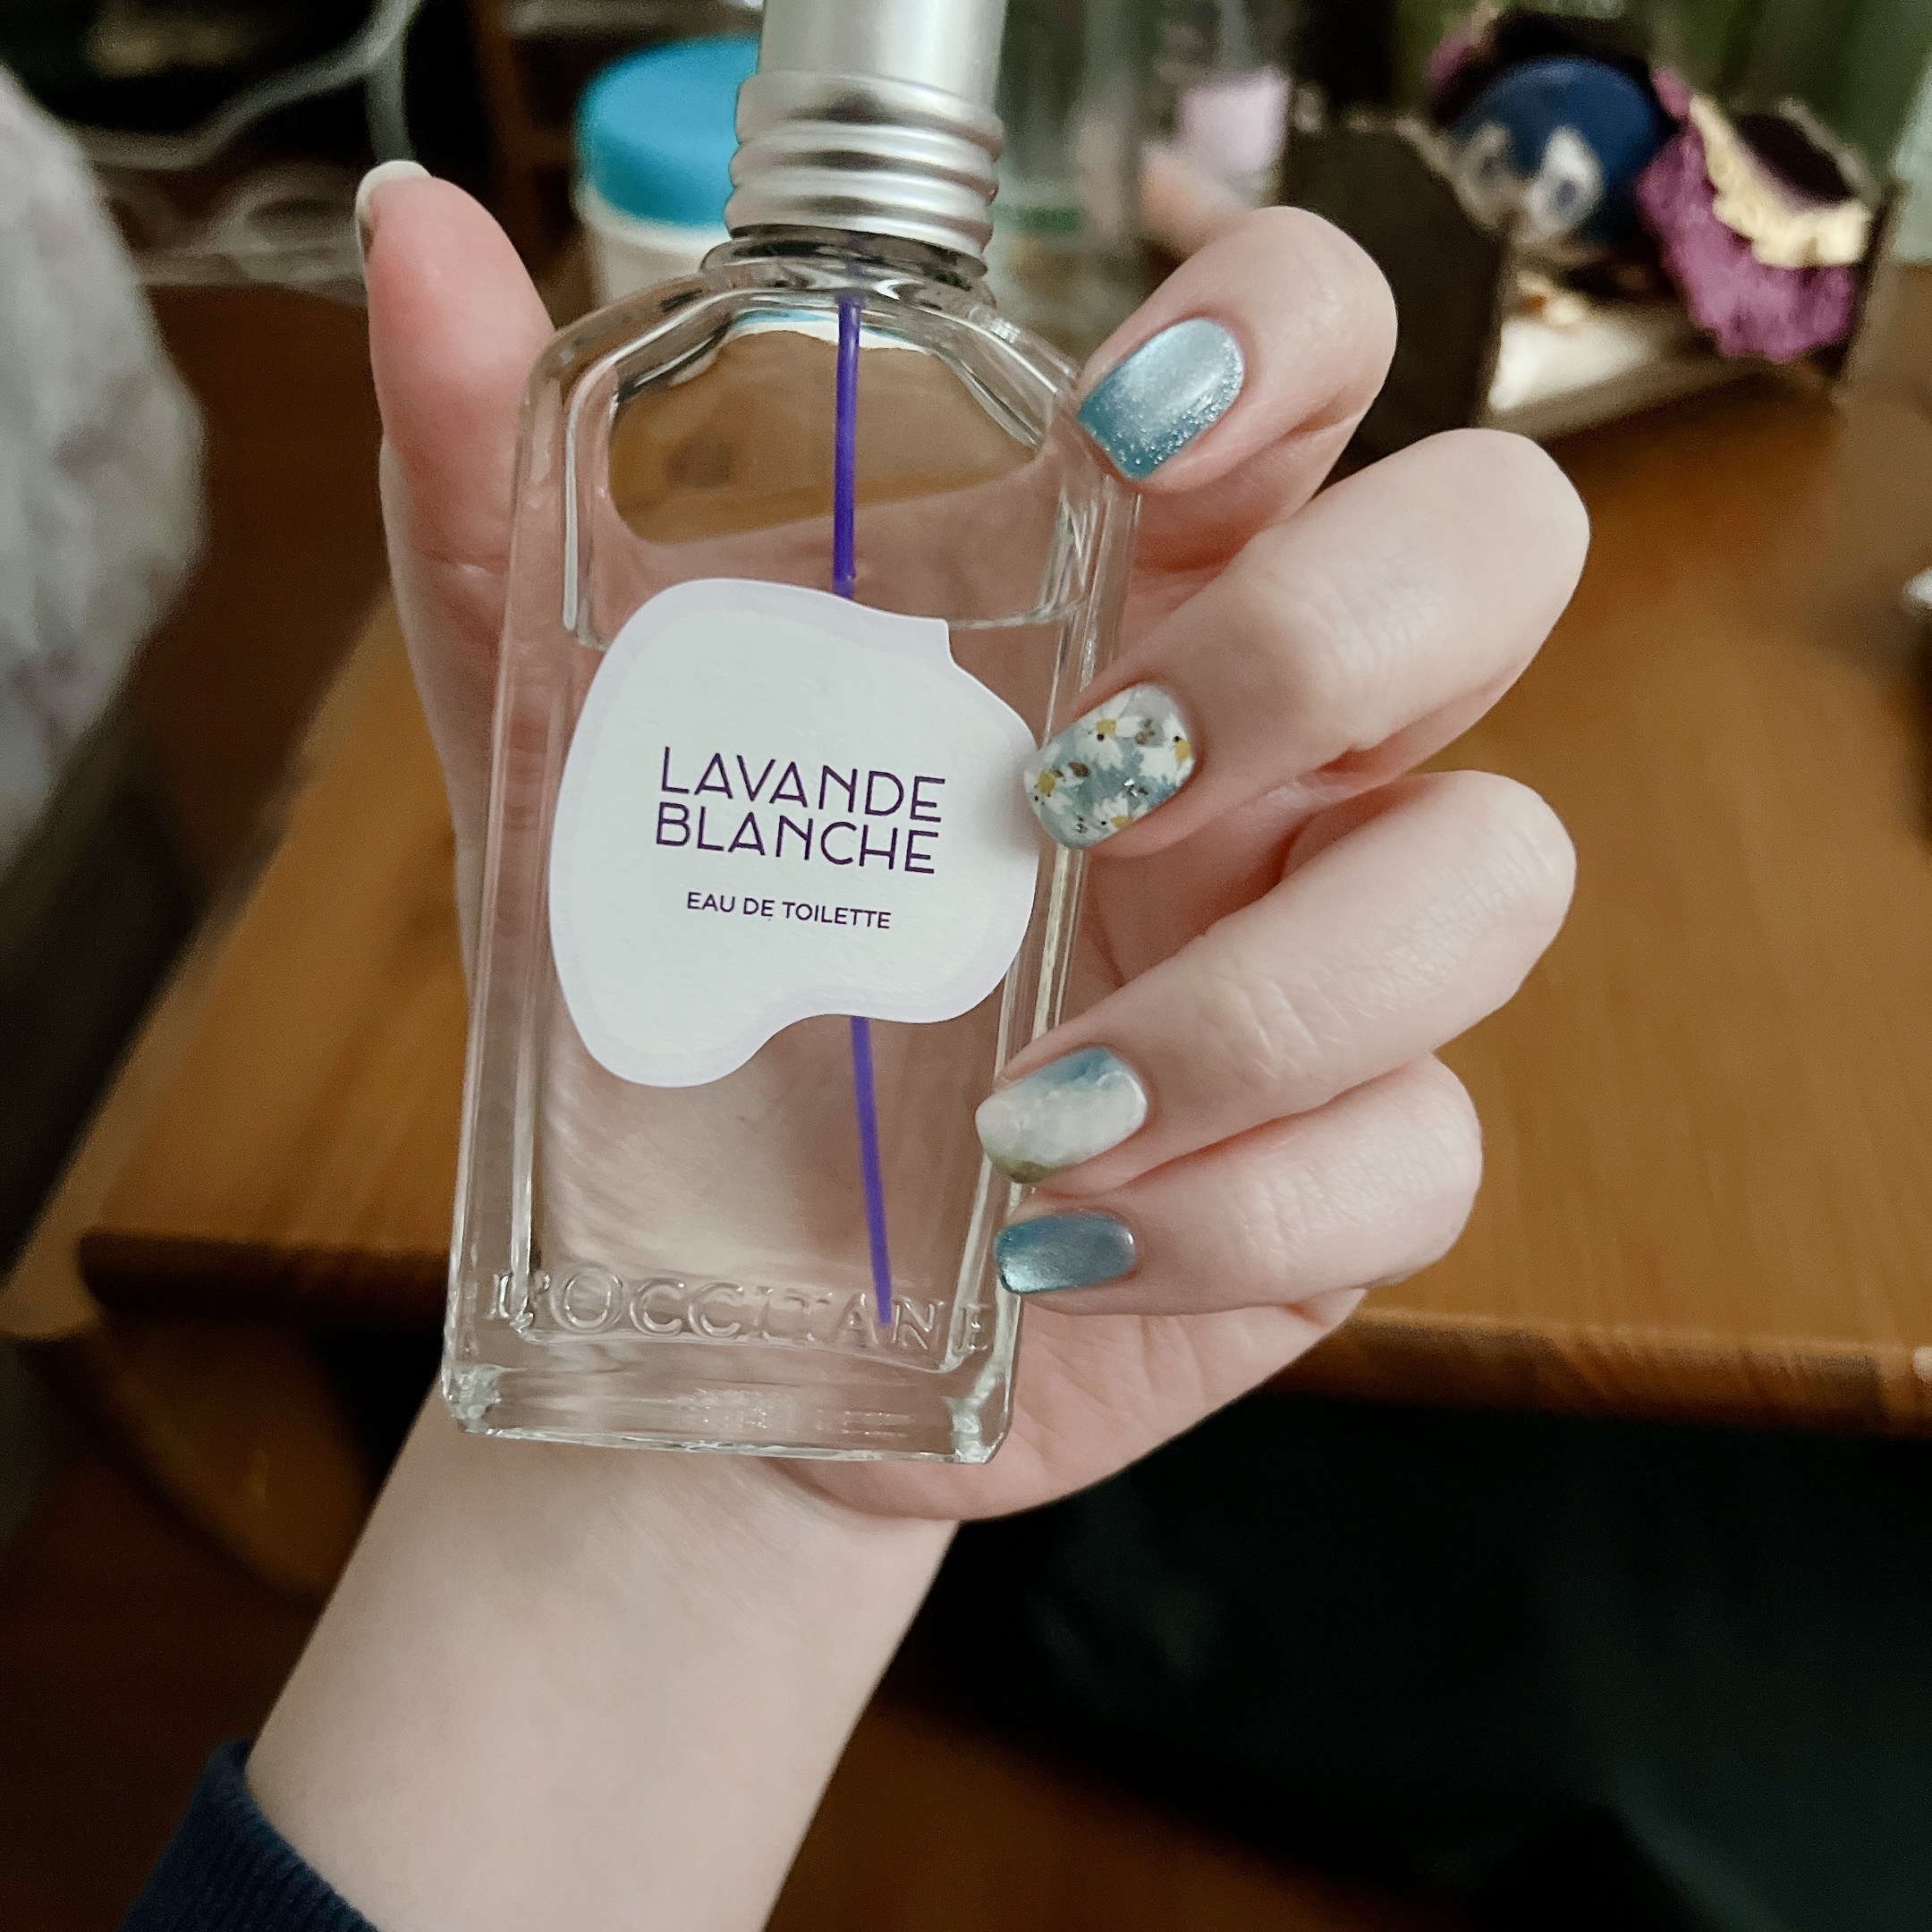 LAVANDE
BLANCHE
EAU DE TOILETTE
L'OCCITANE